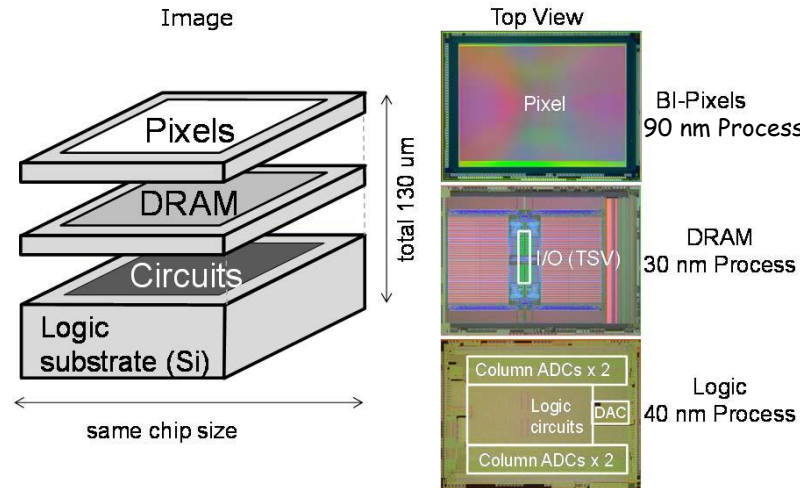 Image
Top View
Pixels
DRAM
Circuits
Logic
substrate (Si)
total 130 um
same chip size
Pixel
BI-Pixels
90 nm Process
I/O (TSV)
DRAM
30 nm Process
Column ADCs x 2
Logic
circuits
DAC
Column ADCs x 2
Logic
40 nm Process